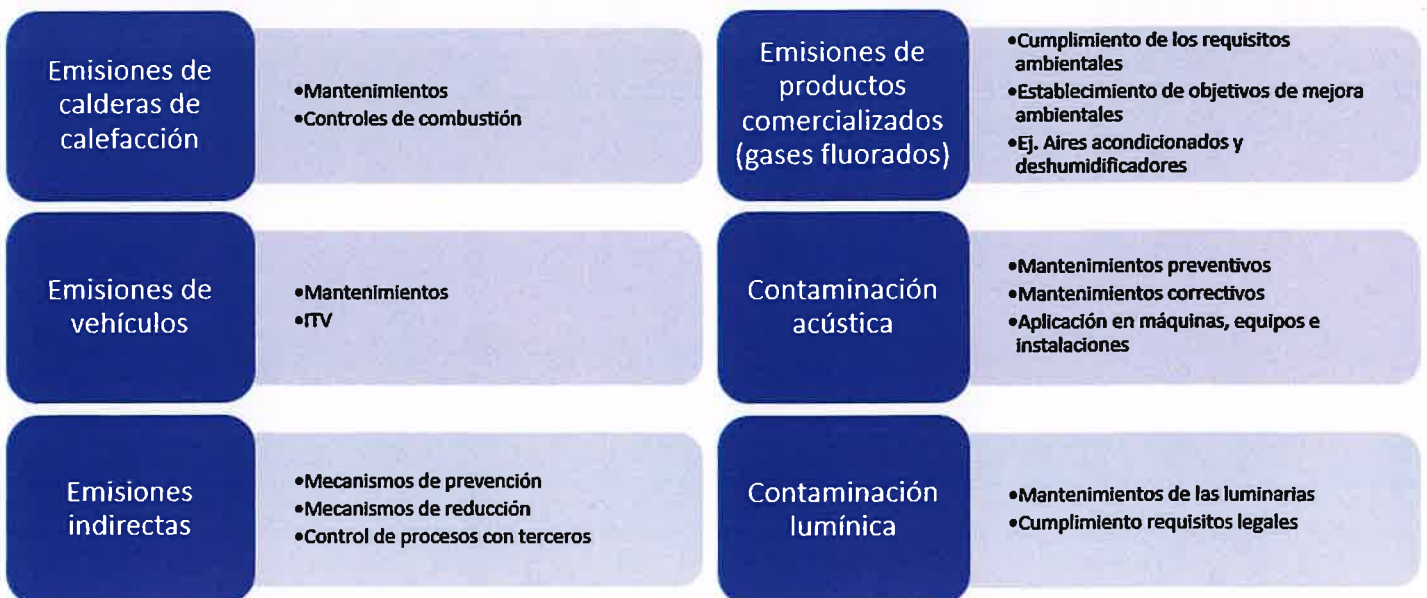 Emisiones de
calderas de
calefacción
•Mantenimientos
•Controles de combustión
Emisiones de
productos
comercializados
(gases fluorados)
•Cumplimiento de los requisitos
ambientales
•Establecimiento de objetivos de mejora
ambientales
•Ej. Aires acondicionados y
deshumidificadores
Emisiones de
vehículos
•Mantenimientos
•ITV
Contaminación
acústica
•Mantenimientos preventivos
•Mantenimientos correctivos
•Aplicación en máquinas, equipos e
instalaciones
Emisiones
indirectas
•Mecanismos de prevención
•Mecanismos de reducción
•Control de procesos con terceros
Contaminación
lumínica
•Mantenimientos de las luminarias
•Cumplimiento requisitos legales